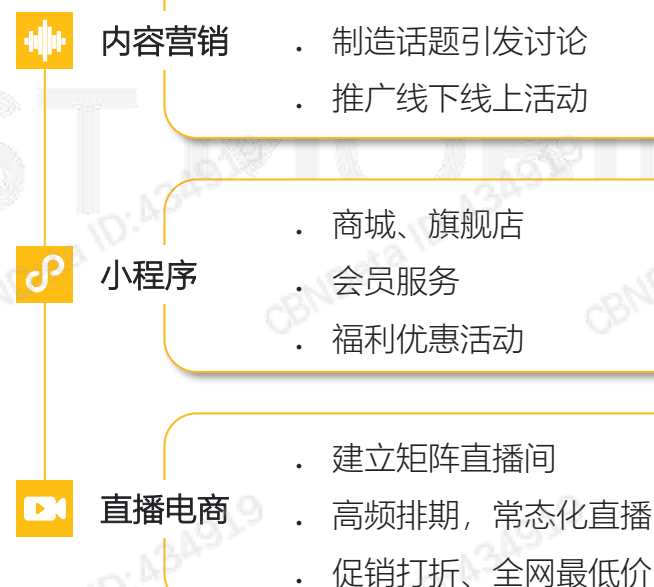 内容营销
. 制造话题引发讨论
. 推广线下线上活动
小程序
. 商城、旗舰店
. 会员服务
. 福利优惠活动
直播电商
. 建立矩阵直播间
. 高频排期，常态化直播
. 促销打折、全网最低价